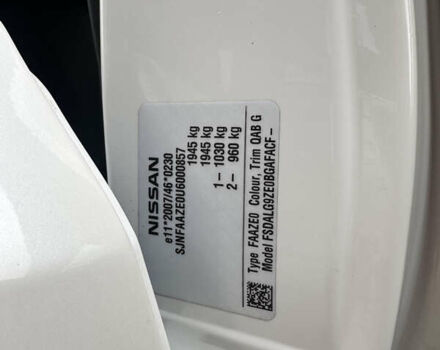 NISSAN
e11*2007/46*0230
SJNFAAZE0U6000857
1945 kg
1945 kg
1– 1030 kg
2– 960 kg
Type FAAZE0 Colour, Trim QAB G
Model FSDALG9ZE0BGAFACF–